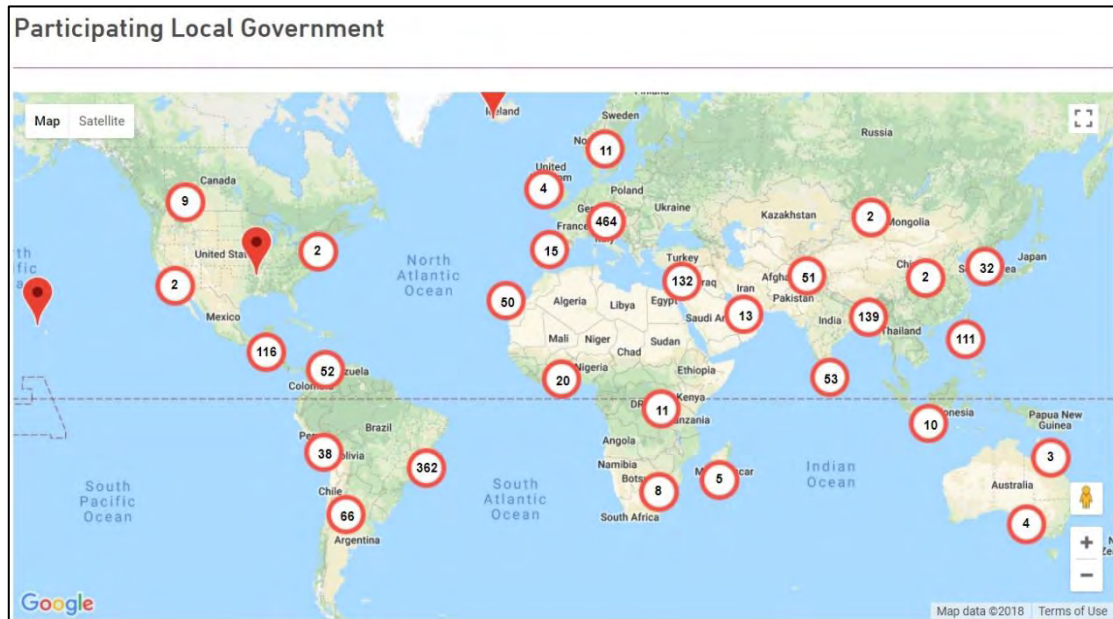 Participating Local Government
Map Satellite
Sweden
Russia
11
United
Canada
4
Poland
9
Kazakhstan
2
Mongolia
464
Ukraine
France
United
2
15
Turkey
Japan
North
Atlantic
Ocean
132
51
2
32
2
50
Iran
Algeria
Libya
Egypt
Pakistan
13
Mexico
India
139
Mali
Niger
Sudan
Thailand
Chad
111
116
52
20
Nigeria
Ethiopia
53
Kenya
11
10
Papua New
Guinea
Brazil
Angola
38
362
Namibia
5
Indian
Ocean
3
South
Pacific
Ocean
South
Atlantic
Ocean
Australia
Chile
8
66
South Africa
4
Argentina
Google
Map data ©2018 Terms of Use